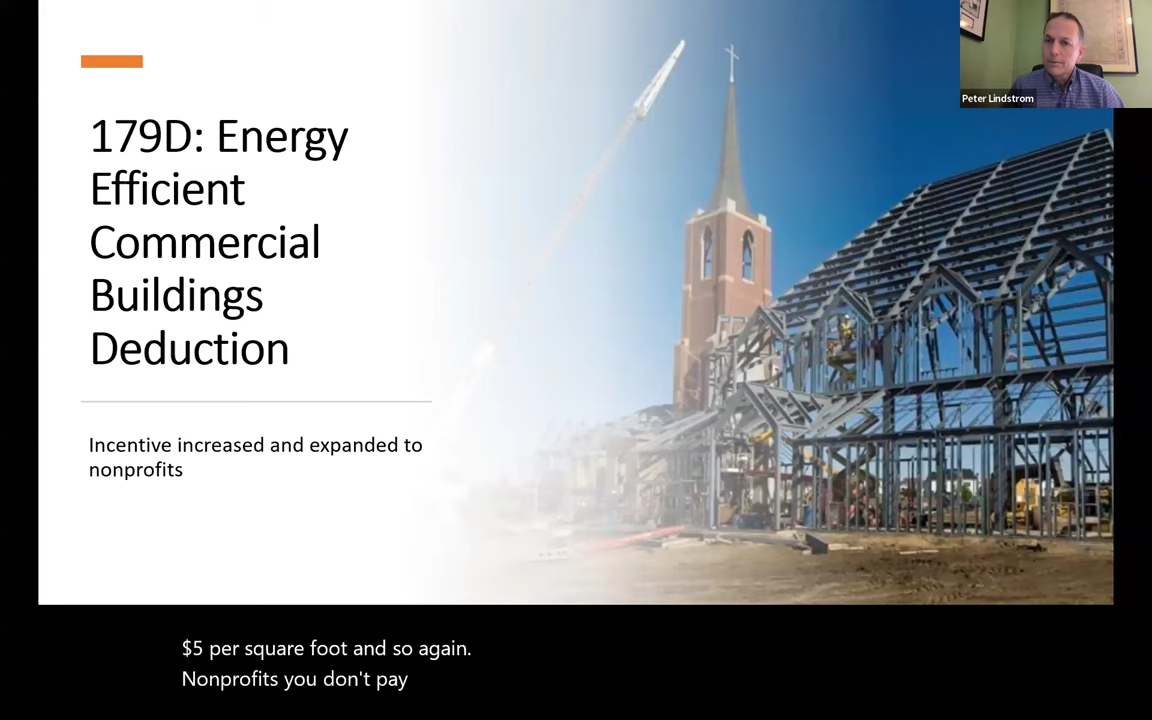 179D: Energy
Efficient
Commercial
Buildings
Deduction
Incentive increased and expanded to
nonprofits
Peter Lindstrom
$5 per square foot and so again.
Nonprofits you don't pay